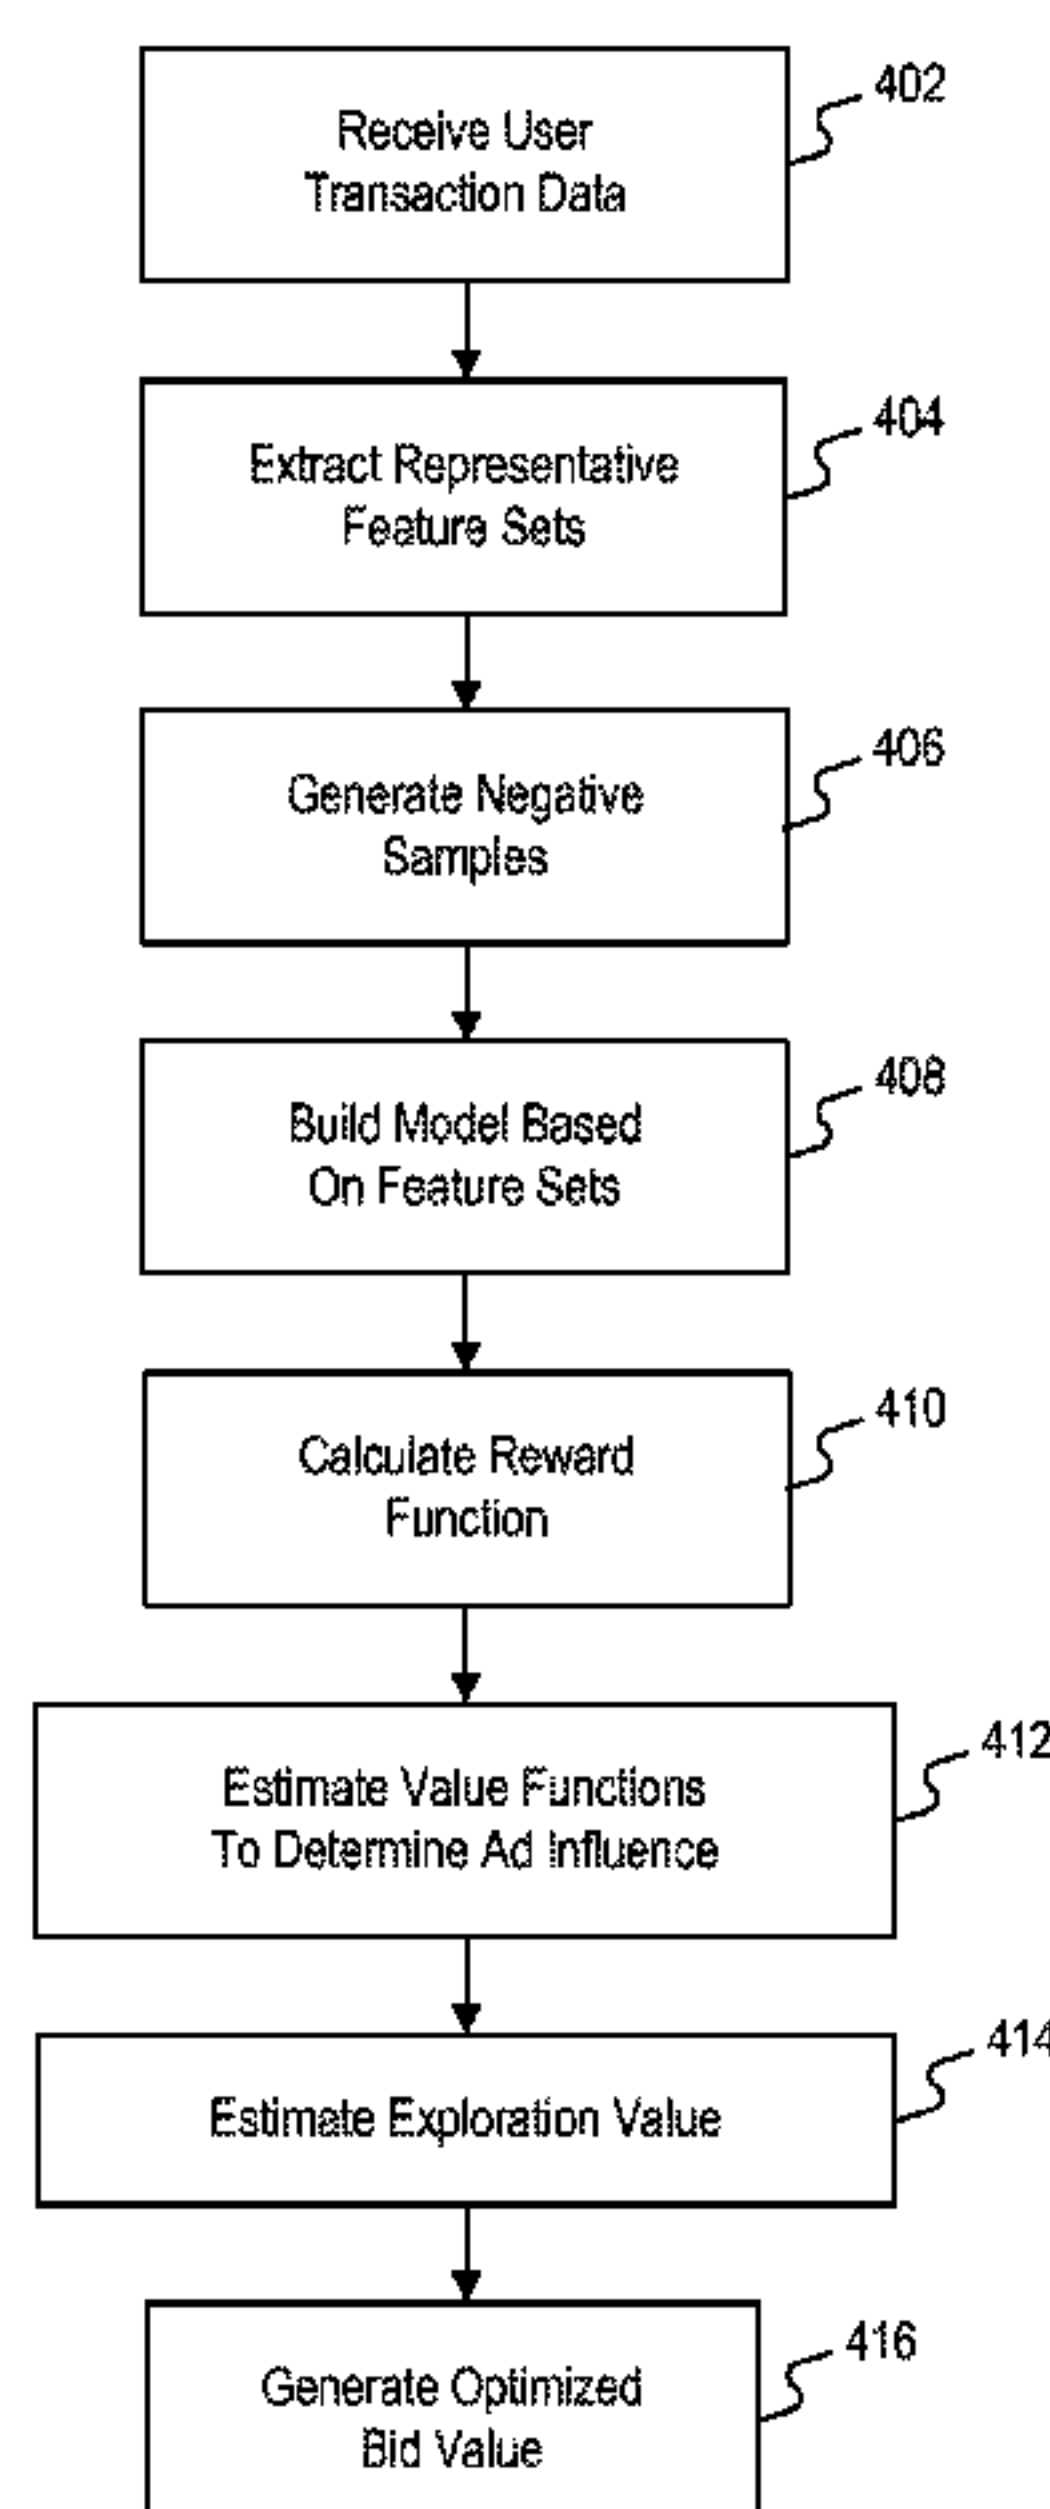 Receive User
Transaction Data
402
Extract Representative
Feature Sets
404
Generate Negative
Samples
406
Build Model Based
On Feature Sets
408
Calculate Reward
Function
410
Estimate Value Functions
To Determine Ad Influence
412
Estimate Exploration Value
414
Generate Optimized
Bid Value
416